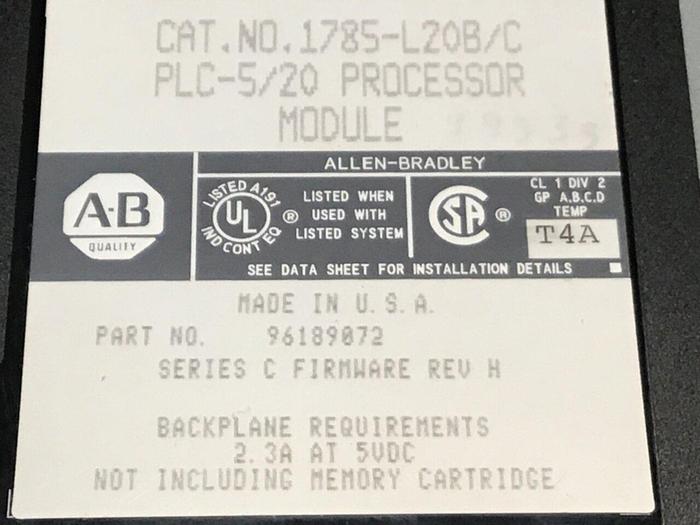 CAT.NO.1785-L20B/C
PLC-5/20 PROCESSOR
MODULE
ALLEN-BRADLEY
A-B
QUALITY
LISTED A191
UL
IND CONT EQ
®
LISTED WHEN
USED WITH
LISTED SYSTEM
SA
®
CL 1 DIV 2
GP A,B,C,D
TEMP
T4A
SEE DATA SHEET FOR INSTALLATION DETAILS
MADE IN U.S.A.
PART NO. 96189072
SERIES C FIRMWARE REV H
BACKPLANE REQUIREMENTS
2.3A AT 5VDC
NOT INCLUDING MEMORY CARTRIDGE